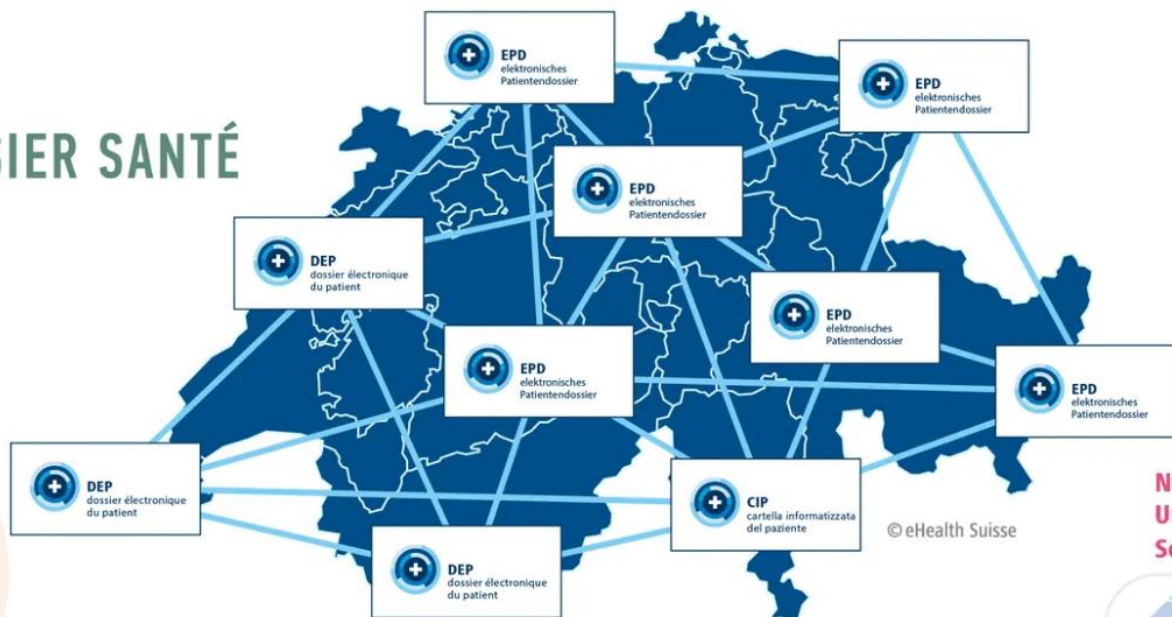 EPD
elektronisches
Patientendossier
EPD
elektronisches
Patientendossier
SIER SANTÉ
EPD
elektronisches
Patientendossier
DEP
dossier électronique
du patient
EPD
elektronisches
Patientendossier
EPD
elektronisches
Patientendossier
EPD
elektronisches
Patientendossier
DEP
dossier électronique
du patient
CIP
cartella informatizzata
del paziente
© eHealth Suisse
DEP
dossier électronique
du patient